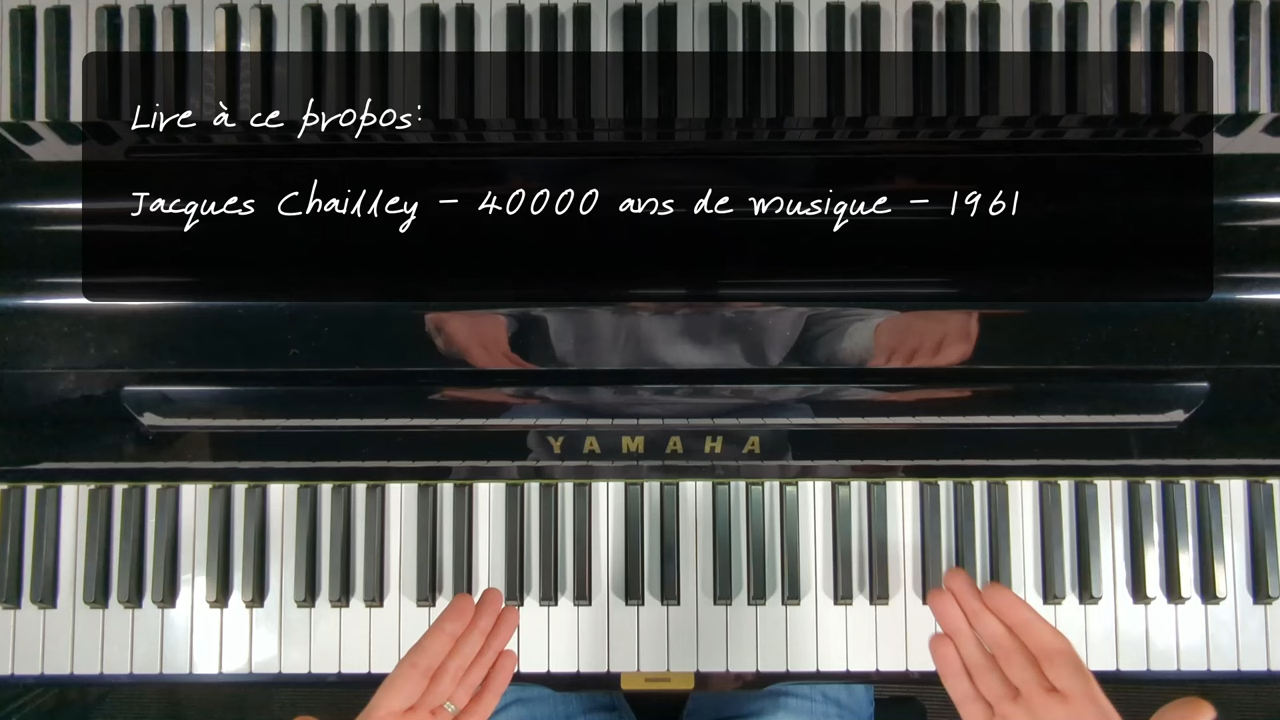 Lire à ce propos:
Jacques Chailley - 40000 ans de musique - 1961
YAMAHA